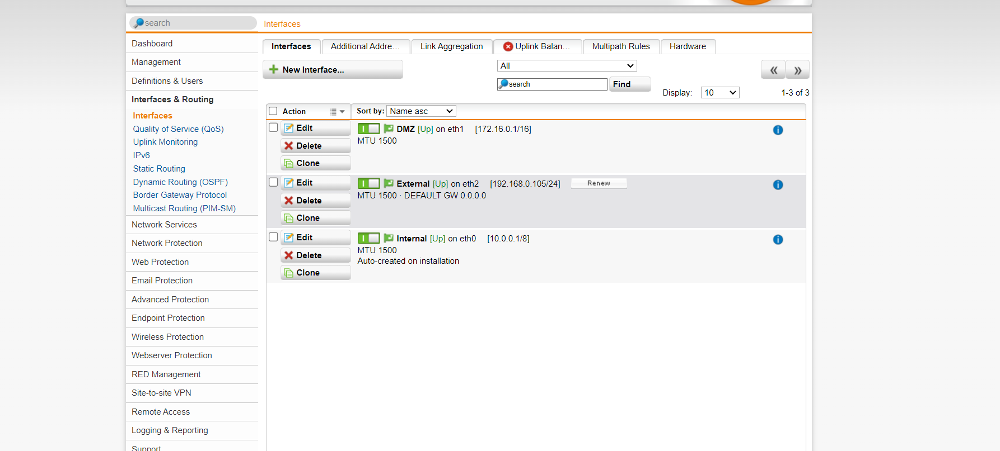 search
Interfaces
Dashboard
Management
Definitions & Users
Interfaces & Routing
Interfaces
Quality of Service (QoS)
Uplink Monitoring
IPv6
Static Routing
Dynamic Routing (OSPF)
Border Gateway Protocol
Multicast Routing (PIM-SM)
Network Services
Network Protection
Web Protection
Email Protection
Advanced Protection
Endpoint Protection
Wireless Protection
Webserver Protection
RED Management
Site-to-site VPN
Remote Access
Logging & Reporting
Support
Interfaces Additional Addre… Link Aggregation Uplink Balan… Multipath Rules Hardware
New Interface...
All
search Find
Display: 10 1-3 of 3
Action Sort by: Name asc
Edit
Delete
Clone
DMZ [Up] on eth1 [172.16.0.1/16]
MTU 1500
Edit
Delete
Clone
External [Up] on eth2 [192.168.0.105/24] Renew
MTU 1500 · DEFAULT GW 0.0.0.0
Edit
Delete
Clone
Internal [Up] on eth0 [10.0.0.1/8]
MTU 1500
Auto-created on installation